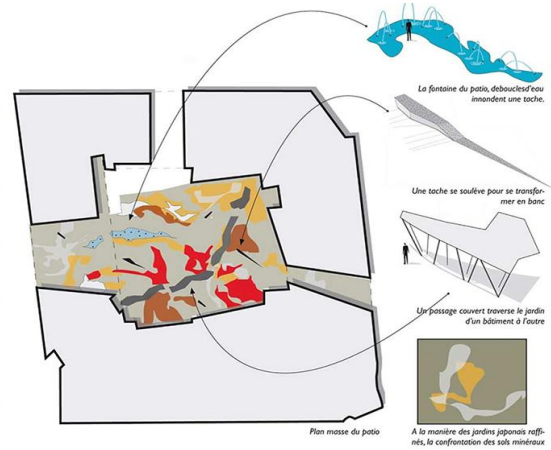 La fontaine du patio, debouclesd'eau
innondent une tache.
Une tache se soulève pour se transfor-
mer en banc
Un passage couvert traverse le jardin
d'un bâtiment à l'autre
Plan masse du patio
A la manière des jardins japonais raffi-
nés, la confrontation des sols minéraux